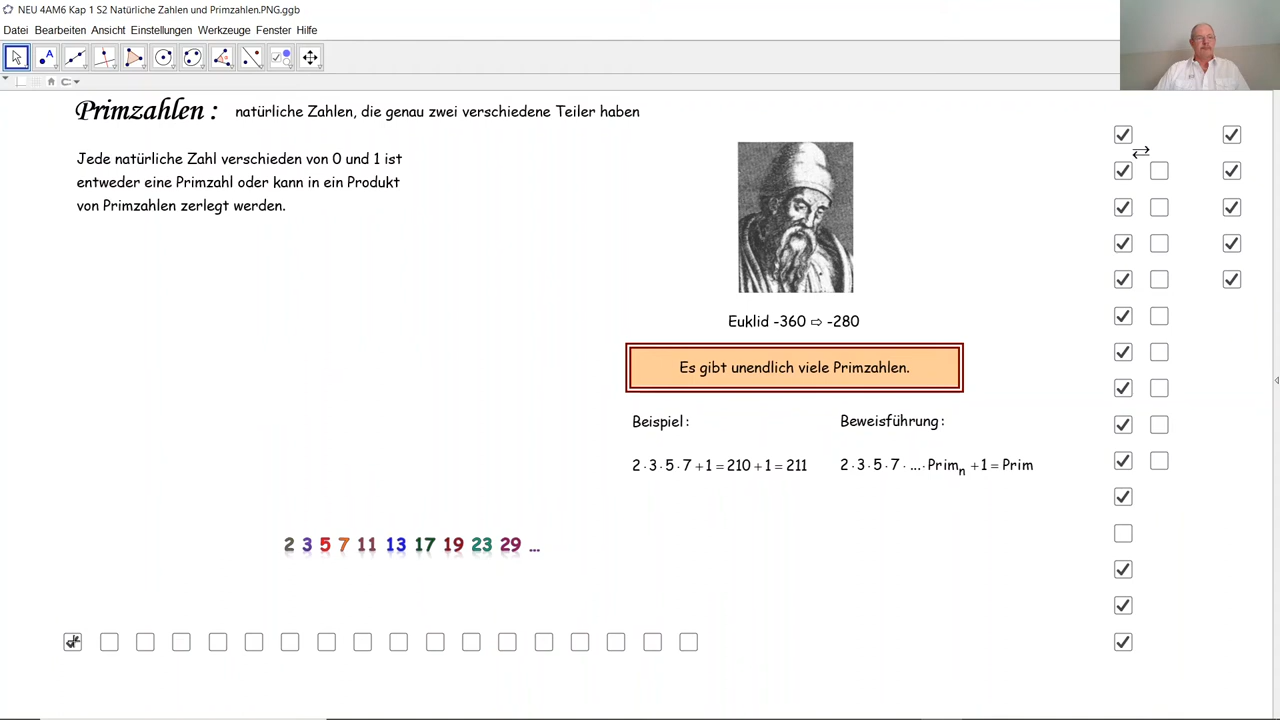 NEU 4AM6 Kap 1 S2 Natürliche Zahlen und Primzahlen.PNG.ggb
Datei Bearbeiten Ansicht Einstellungen Werkzeuge Fenster Hilfe
Primzahlen : natürliche Zahlen, die genau zwei verschiedene Teiler haben
Jede natürliche Zahl verschieden von 0 und 1 ist
entweder eine Primzahl oder kann in ein Produkt
von Primzahlen zerlegt werden.
Euklid -360 ⇨ -280
Es gibt unendlich viele Primzahlen.
Beispiel: Beweisführung:
2·3·5·7+1=210+1=211 2·3·5·7·...·Primₙ+1=Prim
2 3 5 7 11 13 17 19 23 29 ...